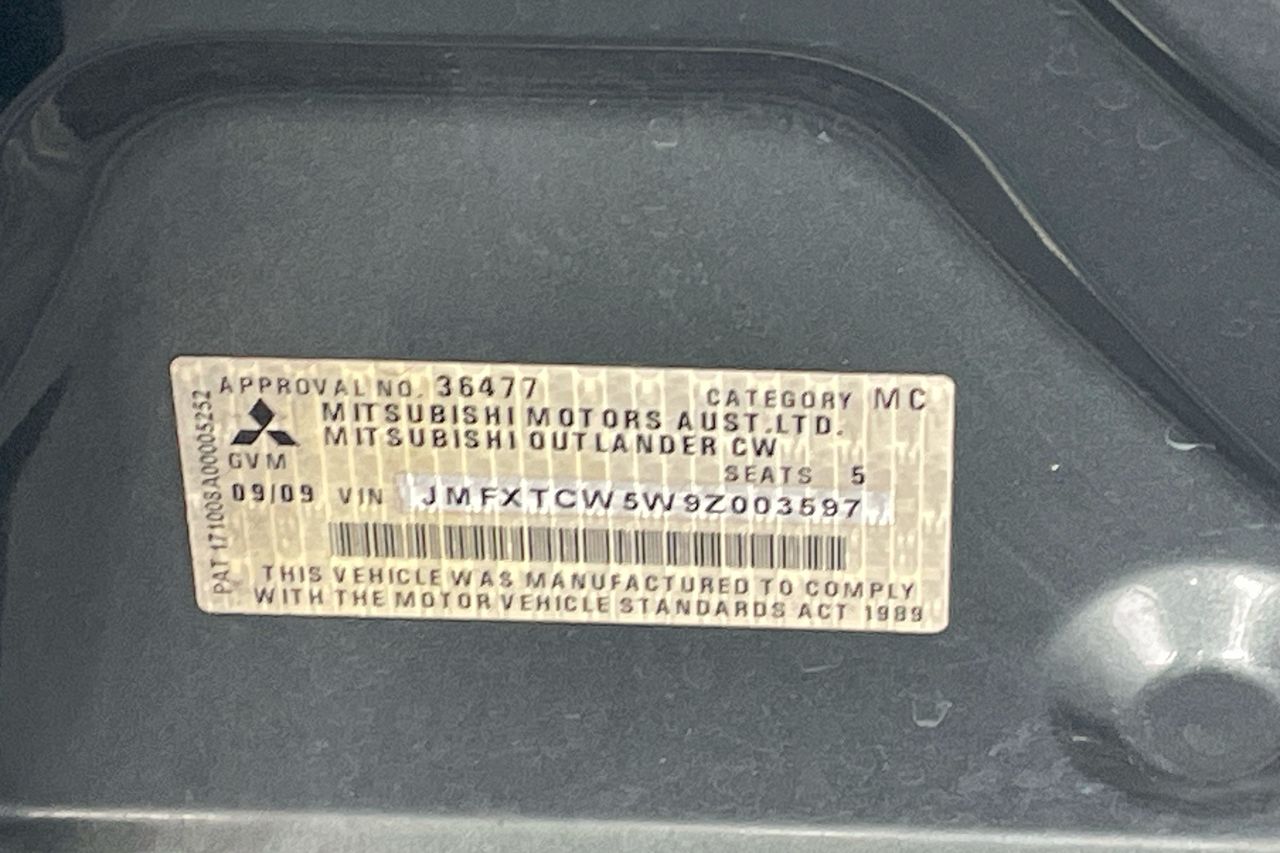 APPROVAL NO. 36477 CATEGORY MC
MITSUBISHI MOTORS AUST.LTD.
MITSUBISHI OUTLANDER CW
GVM SEATS 5
09/09 VIN JMFXTCW5W9Z003597
THIS VEHICLE WAS MANUFACTURED TO COMPLY
WITH THE MOTOR VEHICLE STANDARDS ACT 1989
PAT 171008A00005252